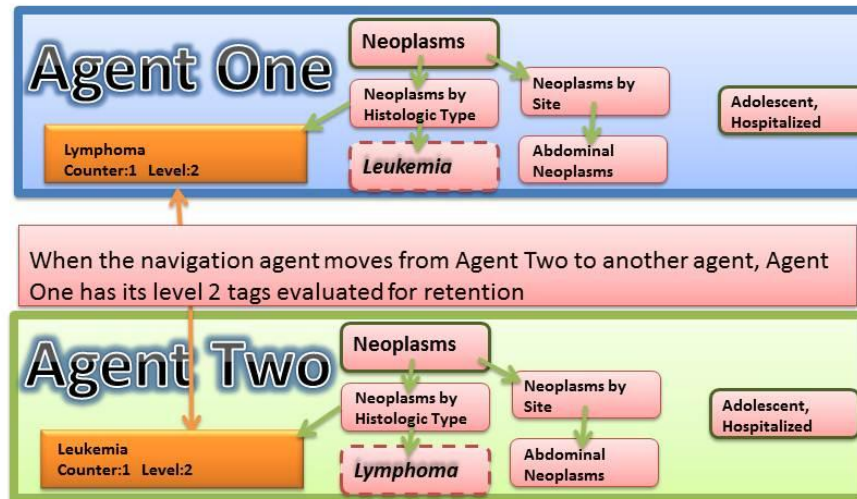 Agent One
Neoplasms
Neoplasms by
Histologic Type
Neoplasms by
Site
Adolescent,
Hospitalized
Lymphoma
Counter:1 Level:2
Leukemia
Abdominal
Neoplasms
When the navigation agent moves from Agent Two to another agent, Agent
One has its level 2 tags evaluated for retention
Agent Two
Neoplasms
Neoplasms by
Histologic Type
Neoplasms by
Site
Adolescent,
Hospitalized
Leukemia
Counter:1 Level:2
Lymphoma
Abdominal
Neoplasms